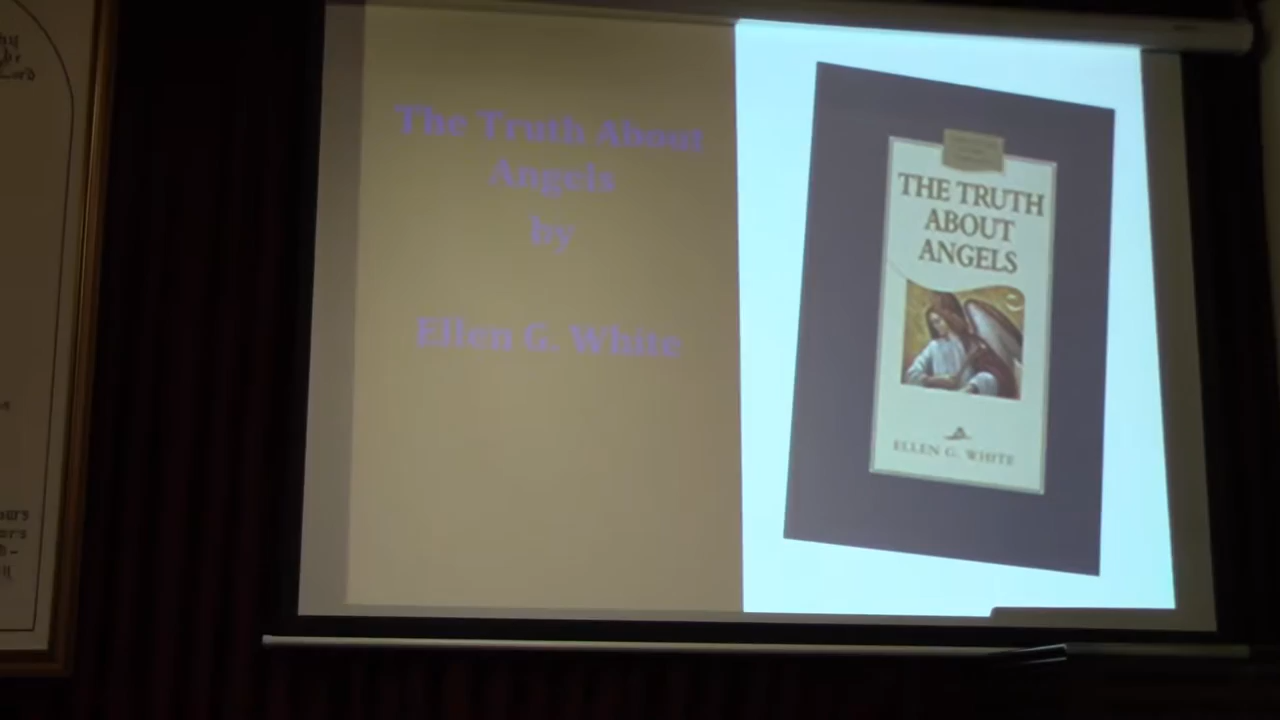 The Truth About
Angels
by
Ellen G. White
THE TRUTH
ABOUT
ANGELS
ELLEN G. WHITE